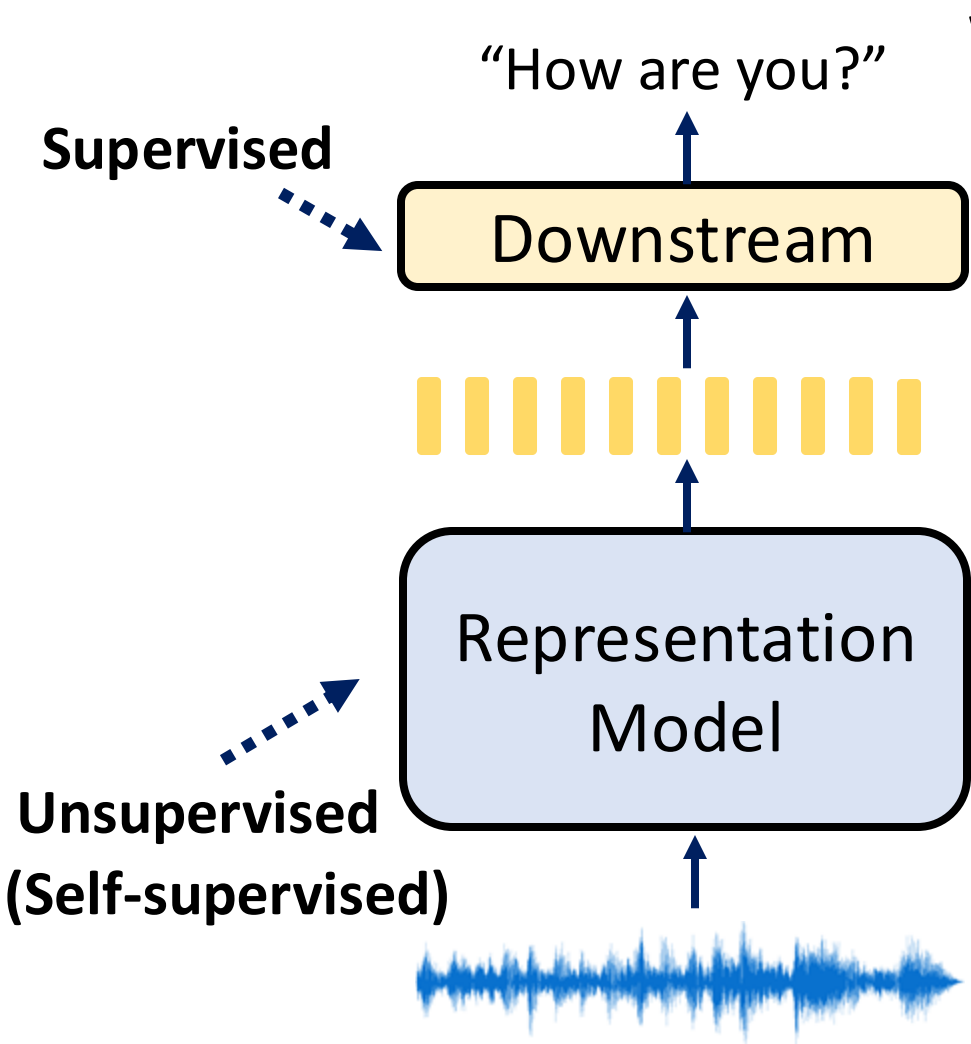 “How are you?”
Supervised
Downstream
Representation
Model
Unsupervised
(Self-supervised)